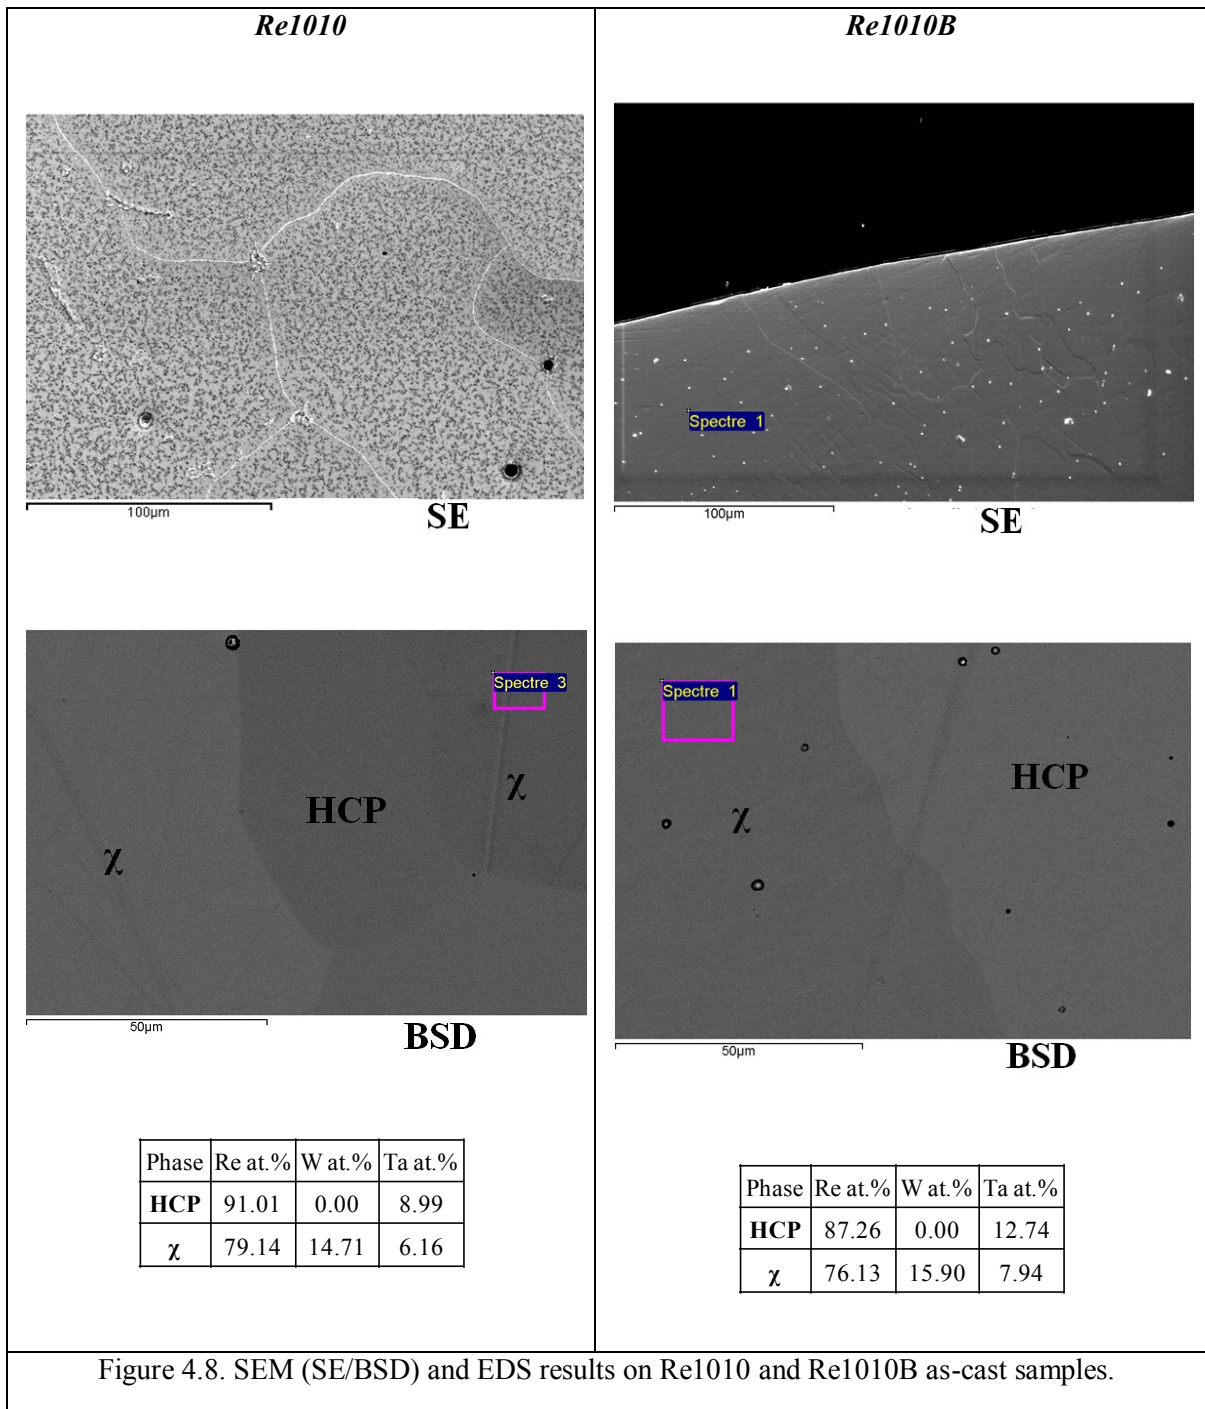 Re1010
100µm
SE
Spectre 3
χ
HCP
χ
50µm
BSD
Phase Re at.% W at.% Ta at.%
HCP 91.01 0.00 8.99
χ 79.14 14.71 6.16
Re1010B
Spectre 1
100µm
SE
Spectre 1
HCP
χ
50µm
BSD
Phase Re at.% W at.% Ta at.%
HCP 87.26 0.00 12.74
χ 76.13 15.90 7.94
Figure 4.8. SEM (SE/BSD) and EDS results on Re1010 and Re1010B as-cast samples.